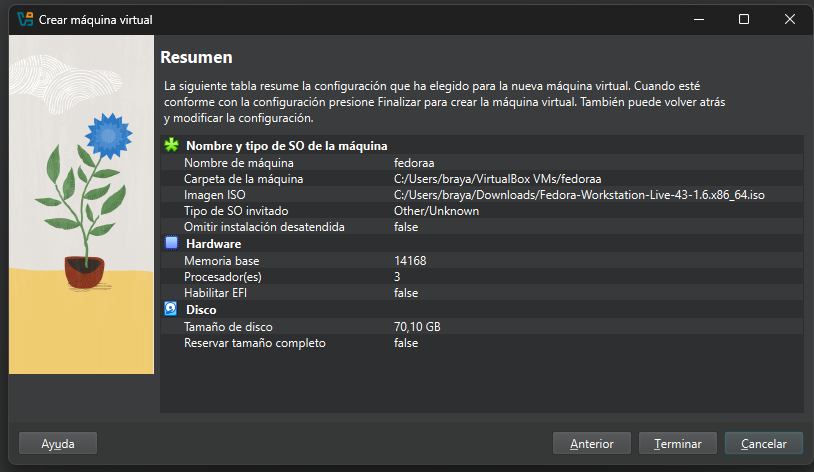 Crear máquina virtual
Resumen
La siguiente tabla resume la configuración que ha elegido para la nueva máquina virtual. Cuando esté
conforme con la configuración presione Finalizar para crear la máquina virtual. También puede volver atrás
y modificar la configuración.
Nombre y tipo de SO de la máquina
Nombre de máquina fedoraa
Carpeta de la máquina C:/Users/braya/VirtualBox VMs/fedoraa
Imagen ISO C:/Users/braya/Downloads/Fedora-Workstation-Live-43-1.6.x86_64.iso
Tipo de SO invitado Other/Unknown
Omitir instalación desatendida false
Hardware
Memoria base 14168
Procesador(es) 3
Habilitar EFI false
Disco
Tamaño de disco 70,10 GB
Reservar tamaño completo false
Ayuda Anterior Terminar Cancelar